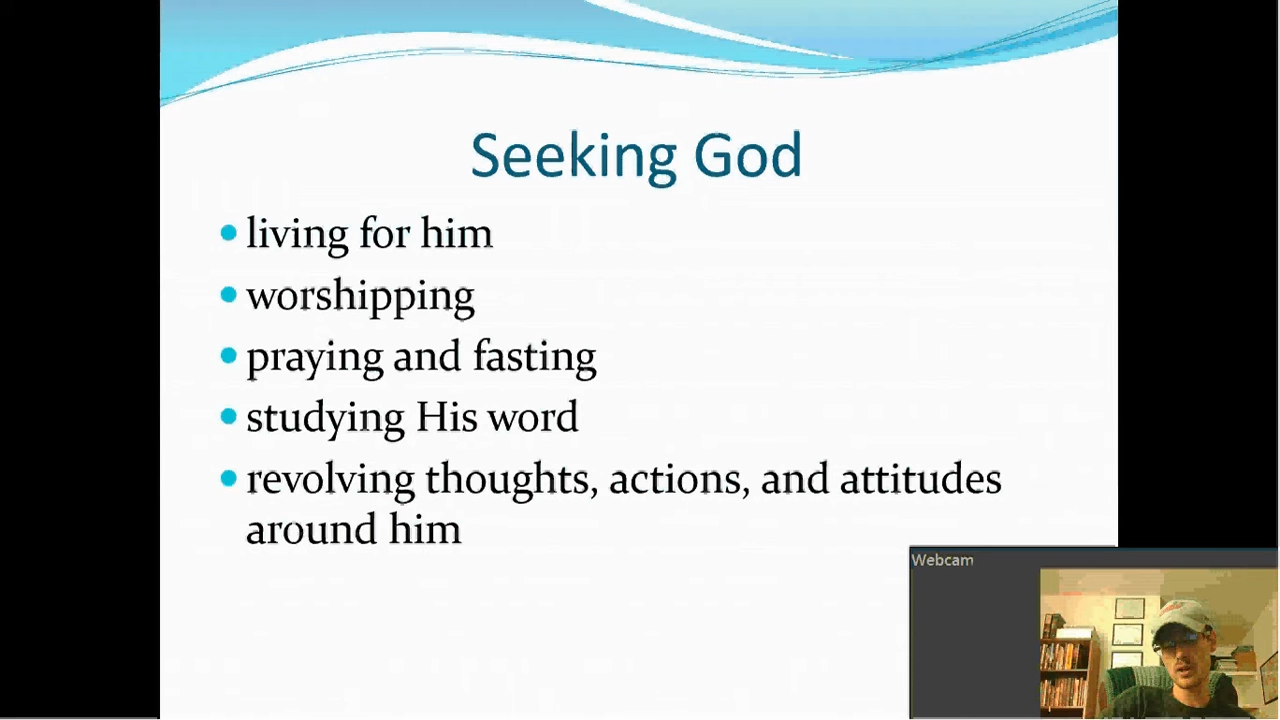 Seeking God
living for him
worshipping
praying and fasting
studying His word
revolving thoughts, actions, and attitudes
around him
Webcam